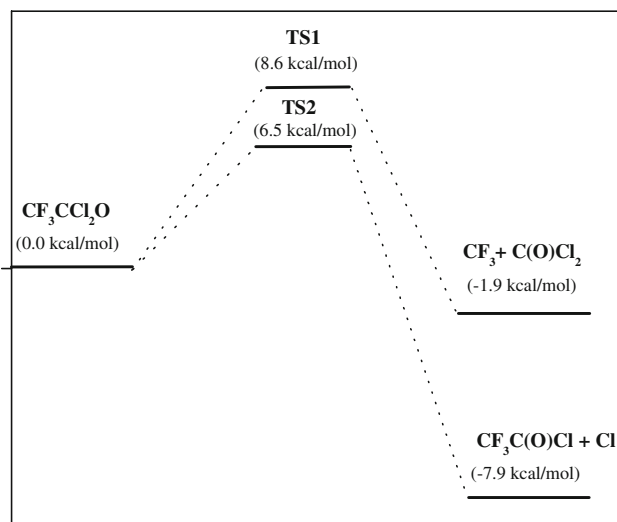 TS1
(8.6 kcal/mol)
TS2
(6.5 kcal/mol)
CF₃CCl₂O
(0.0 kcal/mol)
CF₃+ C(O)Cl₂
(-1.9 kcal/mol)
CF₃C(O)Cl + Cl
(-7.9 kcal/mol)